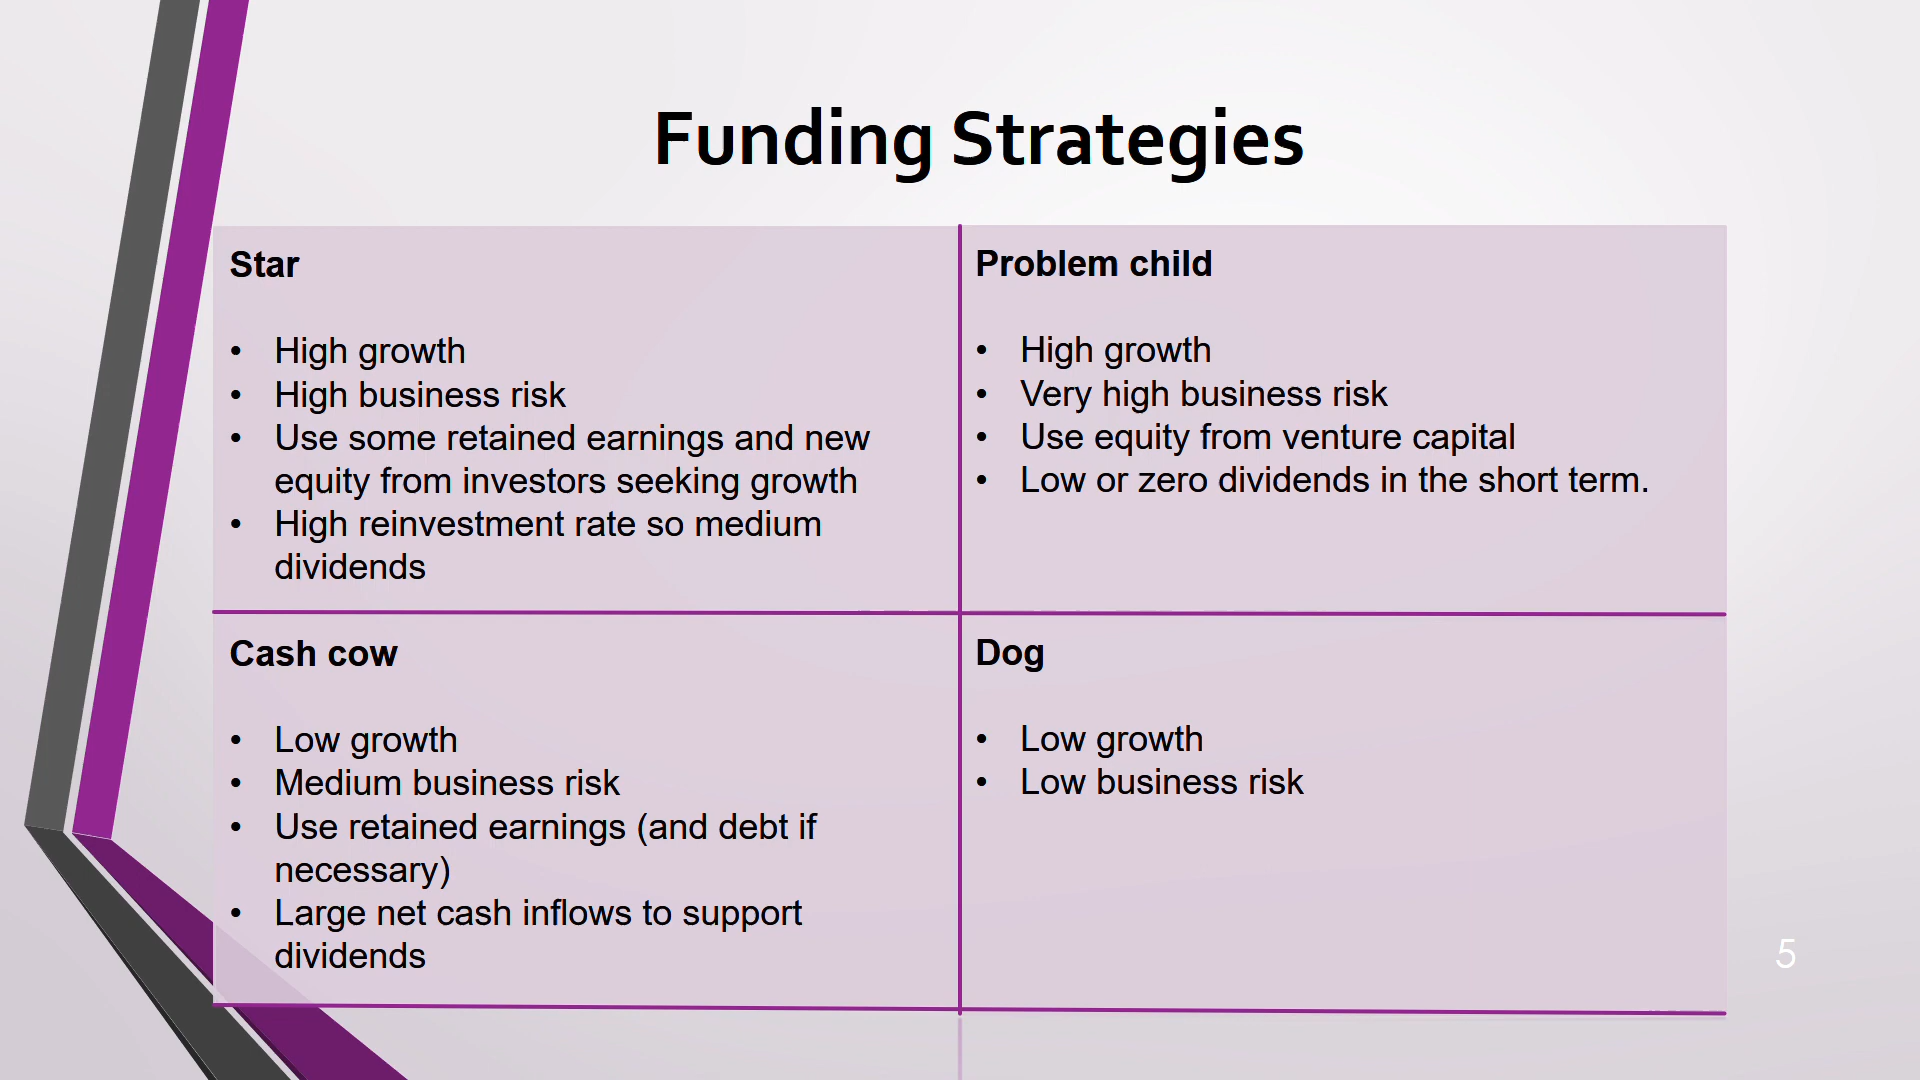 Funding Strategies
Star
• High growth
• High business risk
• Use some retained earnings and new
equity from investors seeking growth
• High reinvestment rate so medium
dividends
Problem child
• High growth
• Very high business risk
• Use equity from venture capital
• Low or zero dividends in the short term.
Cash cow
• Low growth
• Medium business risk
• Use retained earnings (and debt if
necessary)
• Large net cash inflows to support
dividends
Dog
• Low growth
• Low business risk
5